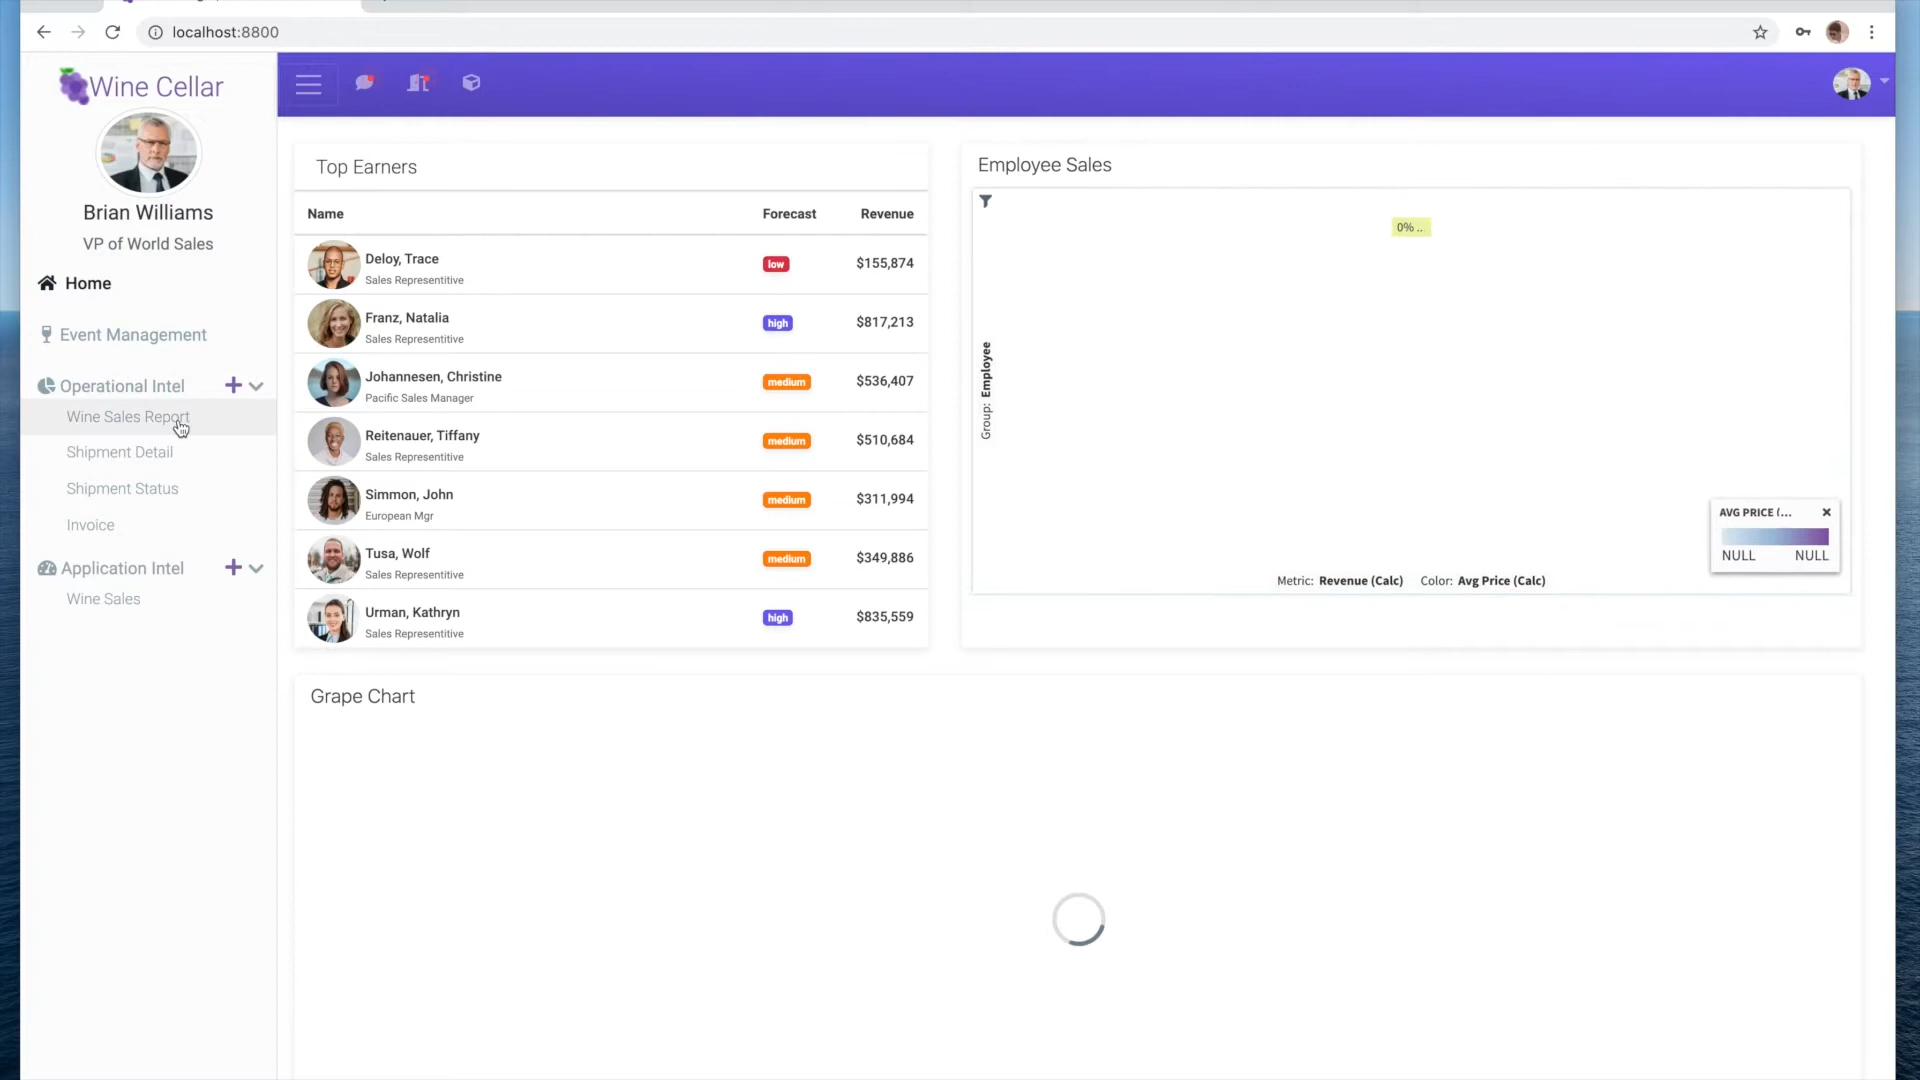 localhost:8800
Wine Cellar
Brian Williams
VP of World Sales
Home
Event Management
Operational Intel
Wine Sales Report
Shipment Detail
Shipment Status
Invoice
Application Intel
Wine Sales
Top Earners
Name Forecast Revenue
Deloy, Trace
Sales Representitive
low
$155,874
Franz, Natalia
Sales Representitive
high
$817,213
Johannesen, Christine
Pacific Sales Manager
medium
$536,407
Reitenauer, Tiffany
Sales Representitive
medium
$510,684
Simmon, John
European Mgr
medium
$311,994
Tusa, Wolf
Sales Representitive
medium
$349,886
Urman, Kathryn
Sales Representitive
high
$835,559
Employee Sales
0% ..
Group: Employee
AVG PRICE (...
NULL NULL
Metric: Revenue (Calc) Color: Avg Price (Calc)
Grape Chart